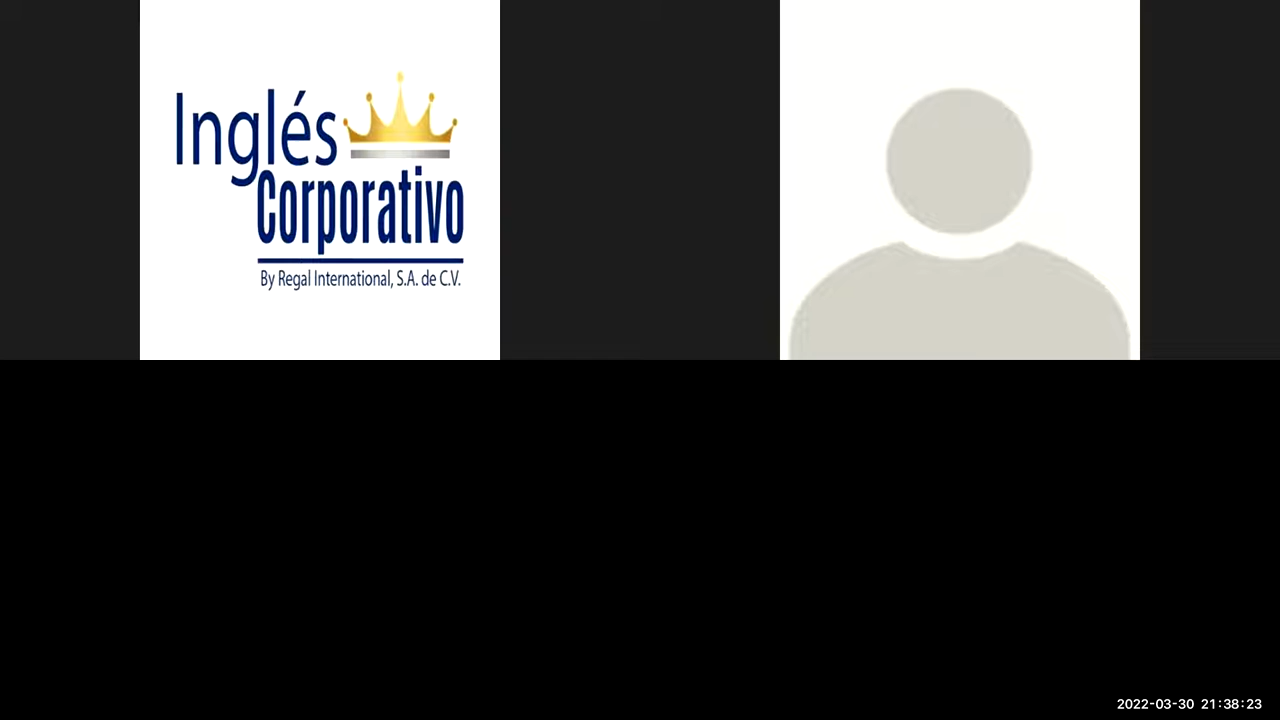 Inglés
Corporativo
By Regal International, S.A. de C.V.
2022-03-30 21:38:23